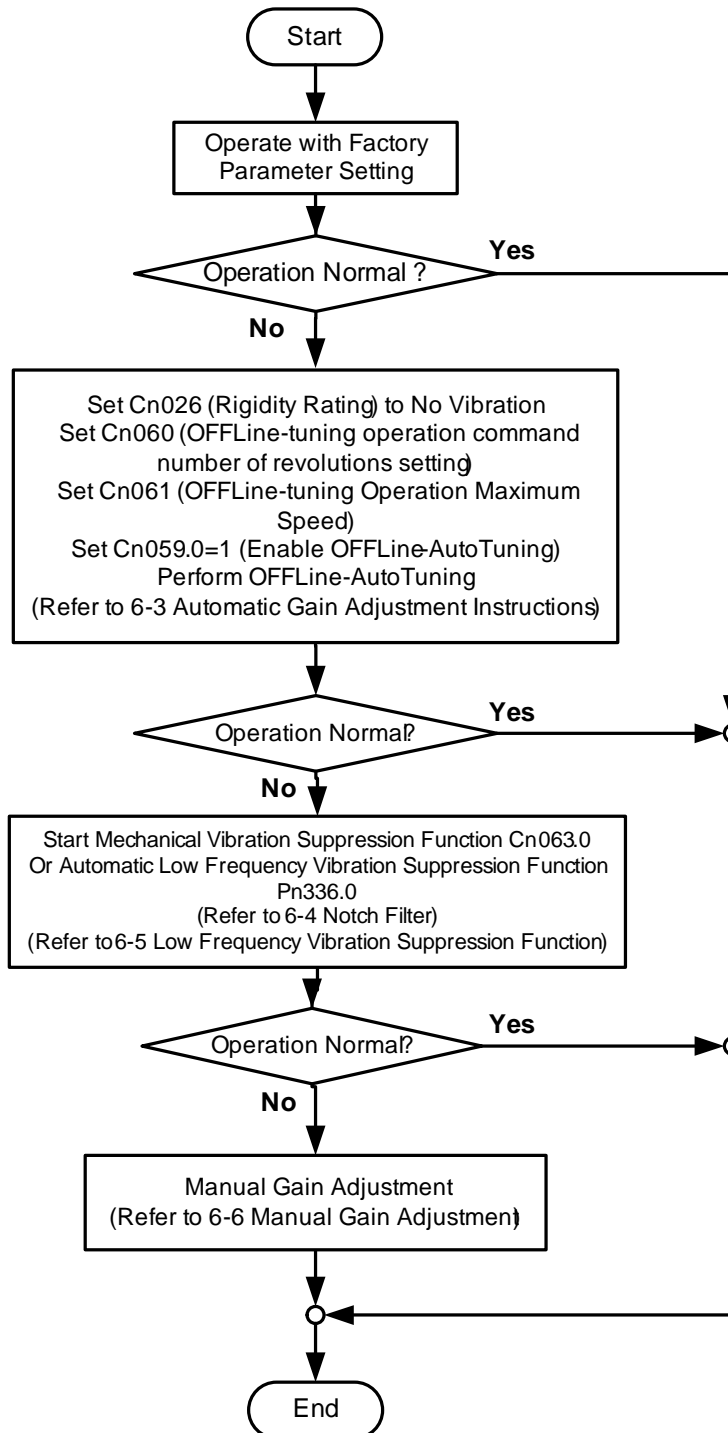 Start
Operate with Factory
Parameter Setting
Operation Normal ?
Yes
No
Set Cn026 (Rigidity Rating) to No Vibration
Set Cn060 (OFFLine-tuning operation command
number of revolutions setting)
Set Cn061 (OFFLine-tuning Operation Maximum
Speed)
Set Cn059.0=1 (Enable OFFLine-AutoTuning)
Perform OFFLine-AutoTuning
(Refer to 6-3 Automatic Gain Adjustment Instructions)
Operation Normal?
Yes
No
Start Mechanical Vibration Suppression Function Cn063.0
Or Automatic Low Frequency Vibration Suppression Function
Pn336.0
(Refer to 6-4 Notch Filter)
(Refer to 6-5 Low Frequency Vibration Suppression Function)
Operation Normal?
Yes
No
Manual Gain Adjustment
(Refer to 6-6 Manual Gain Adjustment)
End